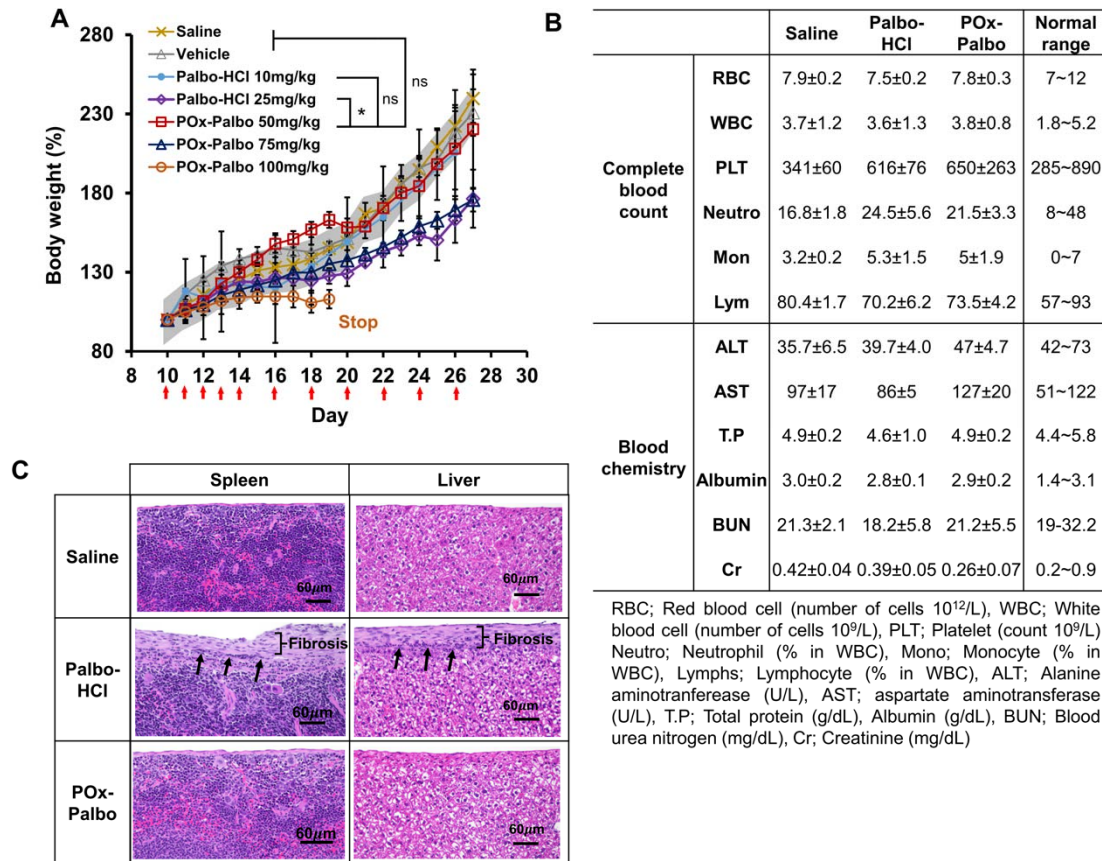 A
280
230
180
130
80
Body weight (%)
Saline
Vehicle
Palbo-HCl 10mg/kg
Palbo-HCl 25mg/kg
POx-Palbo 50mg/kg
POx-Palbo 75mg/kg
POx-Palbo 100mg/kg
* ns ns
Stop
8 10 12 14 16 18 20 22 24 26 28 30
Day
B
Saline Palbo-HCl POx-Palbo Normal range
Complete blood count
RBC 7.9±0.2 7.5±0.2 7.8±0.3 7~12
WBC 3.7±1.2 3.6±1.3 3.8±0.8 1.8~5.2
PLT 341±60 616±76 650±263 285~890
Neutro 16.8±1.8 24.5±5.6 21.5±3.3 8~48
Mon 3.2±0.2 5.3±1.5 5±1.9 0~7
Lym 80.4±1.7 70.2±6.2 73.5±4.2 57~93
Blood chemistry
ALT 35.7±6.5 39.7±4.0 47±4.7 42~73
AST 97±17 86±5 127±20 51~122
T.P 4.9±0.2 4.6±1.0 4.9±0.2 4.4~5.8
Albumin 3.0±0.2 2.8±0.1 2.9±0.2 1.4~3.1
BUN 21.3±2.1 18.2±5.8 21.2±5.5 19-32.2
Cr 0.42±0.04 0.39±0.05 0.26±0.07 0.2~0.9
RBC; Red blood cell (number of cells 10¹²/L), WBC; White
blood cell (number of cells 10⁹/L), PLT; Platelet (count 10⁹/L)
Neutro; Neutrophil (% in WBC), Mono; Monocyte (% in
WBC), Lymphs; Lymphocyte (% in WBC), ALT; Alanine
aminotranferease (U/L), AST; aspartate aminotransferase
(U/L), T.P; Total protein (g/dL), Albumin (g/dL), BUN; Blood
urea nitrogen (mg/dL), Cr; Creatinine (mg/dL)
C
Spleen Liver
Saline
60μm 60μm
Palbo-
HCl
Fibrosis Fibrosis
60μm 60μm
POx-
Palbo
60μm 60μm